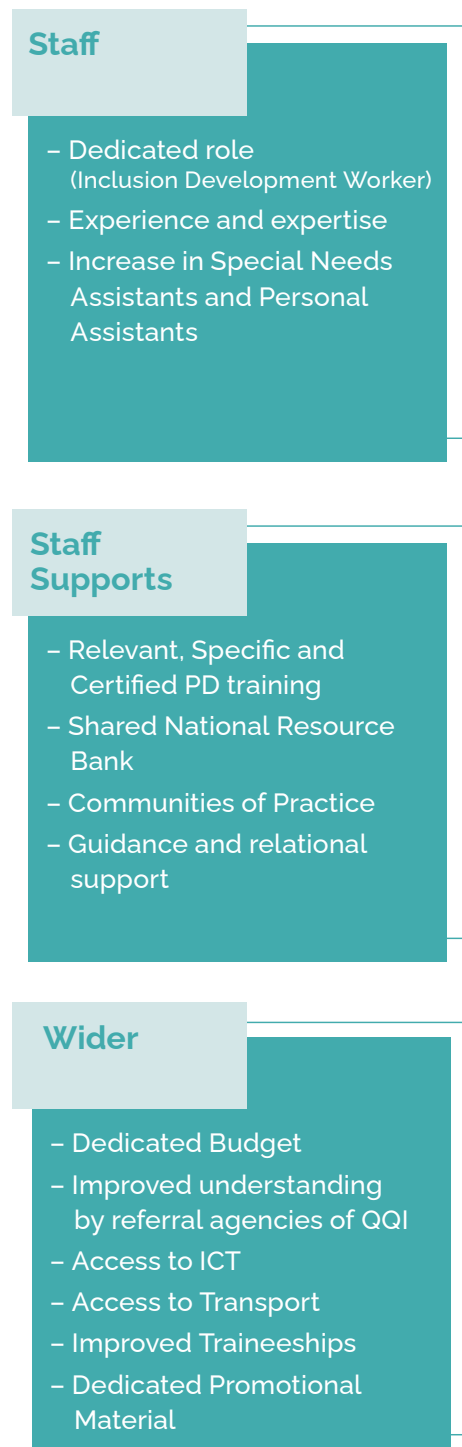 Staff
– Dedicated role
(Inclusion Development Worker)
– Experience and expertise
– Increase in Special Needs
Assistants and Personal
Assistants
Staff
Supports
– Relevant, Specific and
Certified PD training
– Shared National Resource
Bank
– Communities of Practice
– Guidance and relational
support
Wider
– Dedicated Budget
– Improved understanding
by referral agencies of QQI
– Access to ICT
– Access to Transport
– Improved Traineeships
– Dedicated Promotional
Material